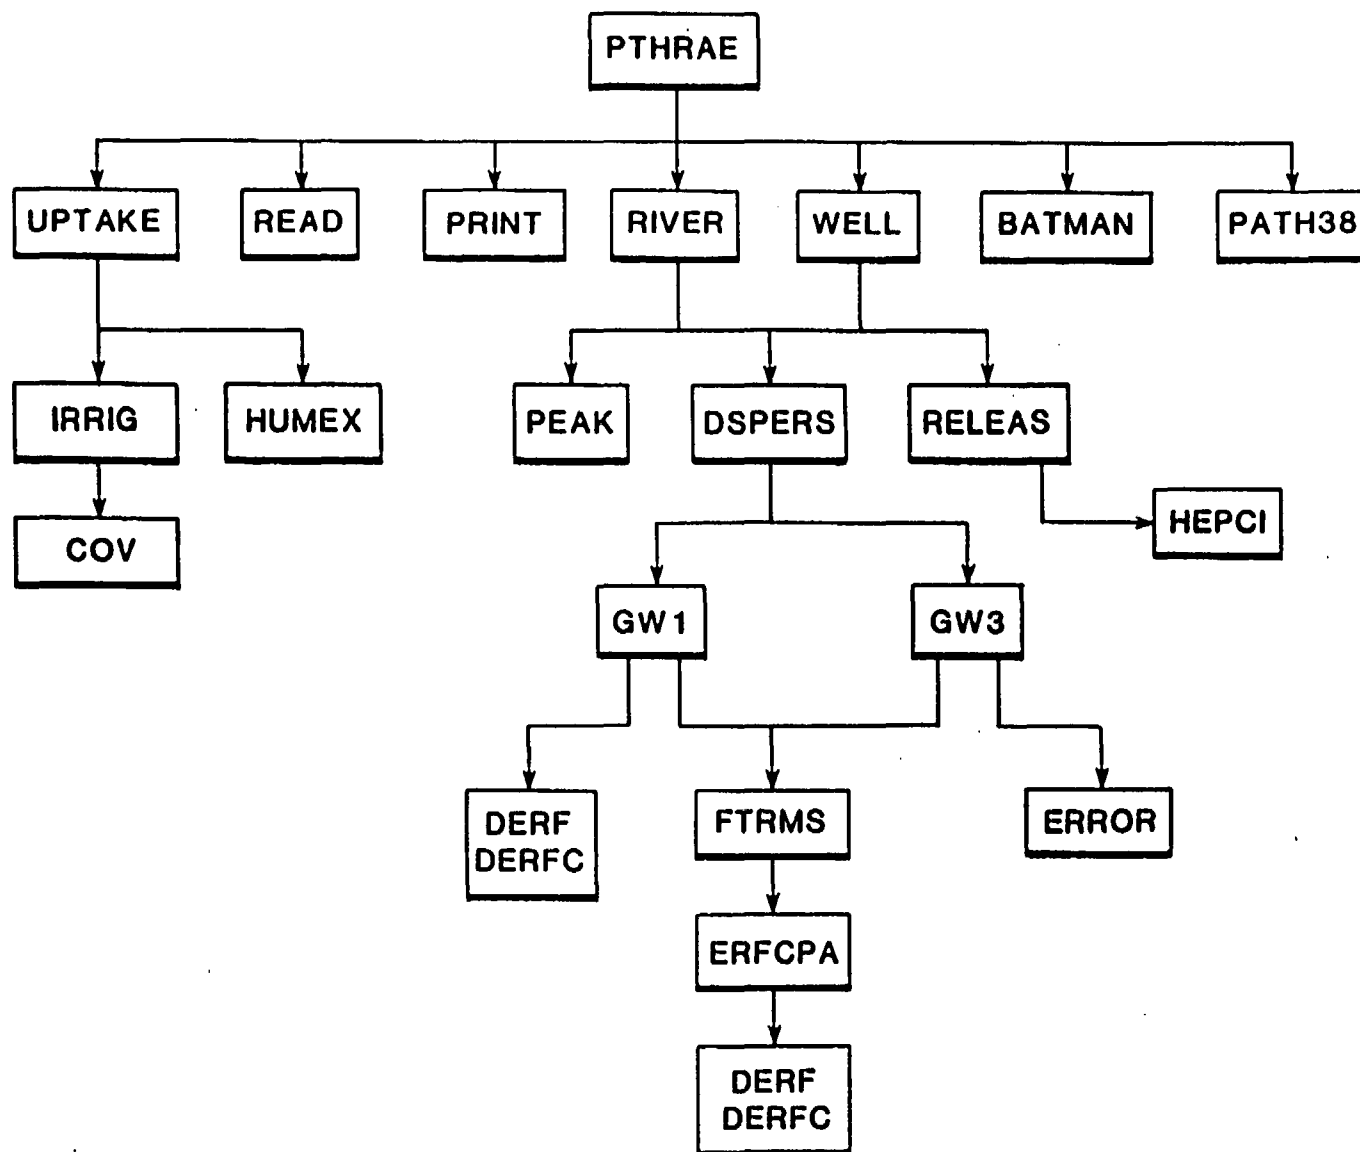 PTHRAE
UPTAKE
READ
PRINT
RIVER
WELL
BATMAN
PATH38
IRRIG
HUMEX
PEAK
DSPERS
RELEAS
COV
HEPCI
GW1
GW3
DERF
DERFC
FTRMS
ERROR
ERFCPA
DERF
DERFC